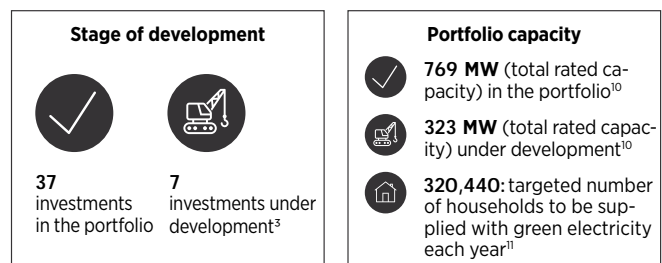 Stage of development
37
investments
in the portfolio
7
investments under
development³
Portfolio capacity
769 MW (total rated ca-
pacity) in the portfolio¹⁰
323 MW (total rated capac-
ity) under development¹⁰
320,440: targeted number
of households to be sup-
plied with green electricity
each year¹¹